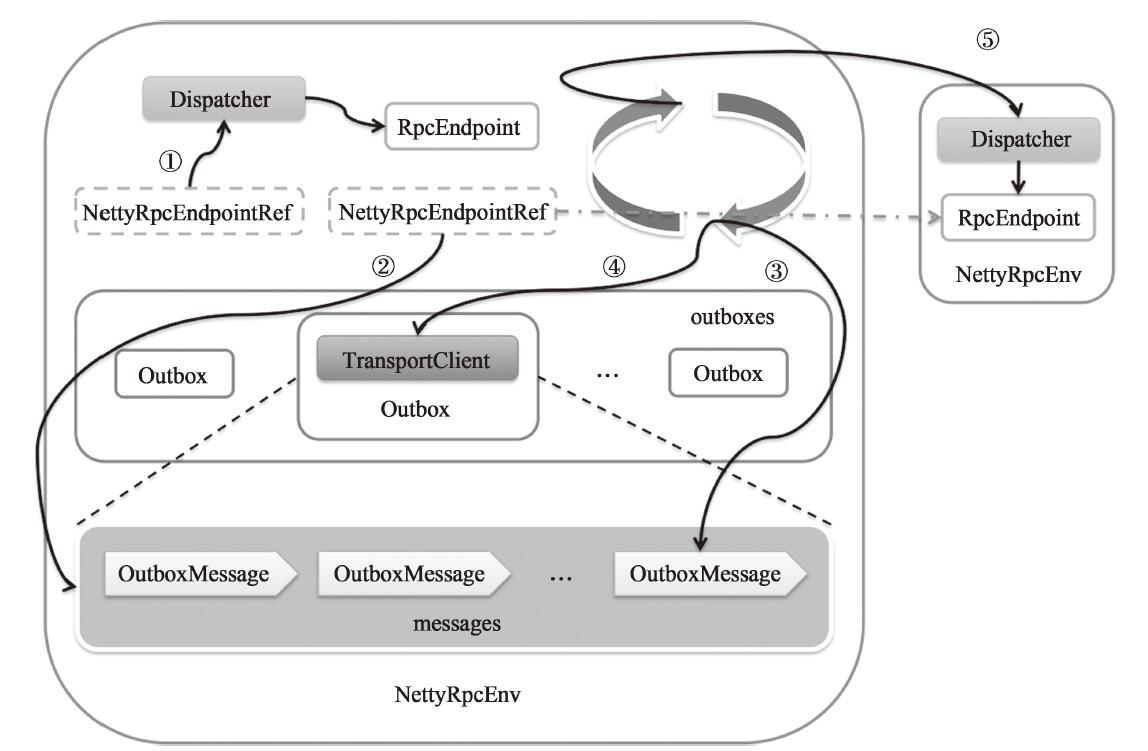 ⑤
Dispatcher
RpcEndpoint
Dispatcher
①
NettyRpcEndpointRef
NettyRpcEndpointRef
RpcEndpoint
②
④
③
NettyRpcEnv
outboxes
Outbox
TransportClient
Outbox
...
Outbox
OutboxMessage
OutboxMessage
...
OutboxMessage
messages
NettyRpcEnv